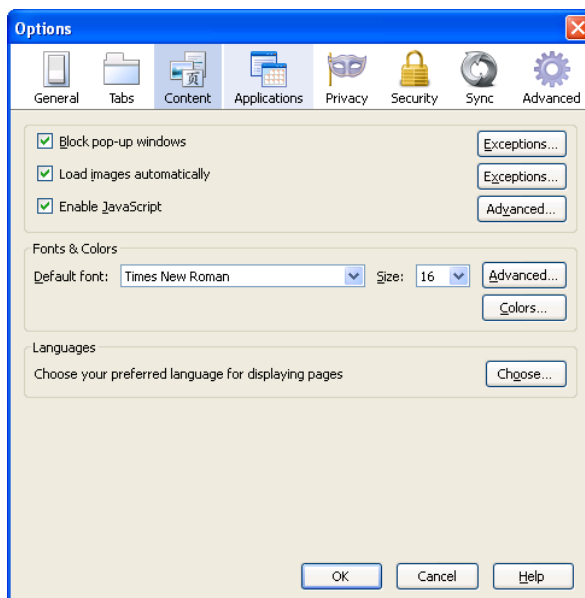 Options
General Tabs Content Applications Privacy Security Sync Advanced
Block pop-up windows Exceptions...
Load images automatically Exceptions...
Enable JavaScript Advanced...
Fonts & Colors
Default font: Times New Roman Size: 16 Advanced...
Colors...
Languages
Choose your preferred language for displaying pages Choose...
OK Cancel Help